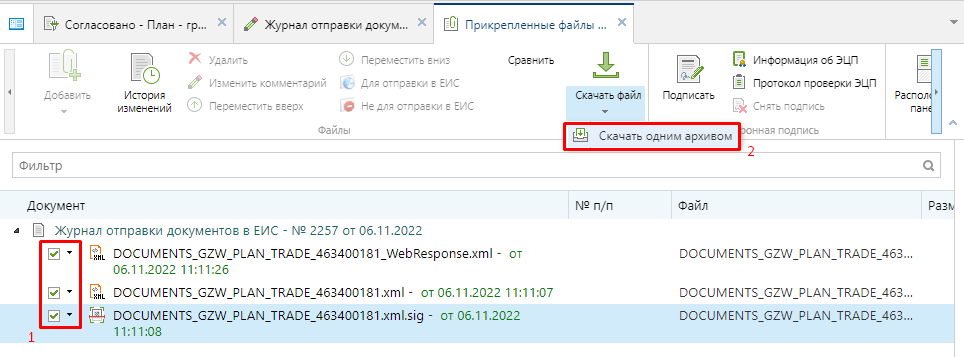 Согласовано - План - гр...
Журнал отправки докум...
Прикрепленные файлы ...
Добавить
История изменений
Удалить
Изменить комментарий
Переместить вверх
Переместить вниз
Для отправки в ЕИС
Не для отправки в ЕИС
Сравнить
Файлы
Скачать файл
Скачать одним архивом
2
Подписать
Информация об ЭЦП
Протокол проверки ЭЦП
Снять подпись
ронная подпись
Располо
пане
Фильтр
Документ
№ п/п
Файл
Разм
Журнал отправки документов в ЕИС - № 2257 от 06.11.2022
DOCUMENTS_GZW_PLAN_TRADE_463400181_WebResponse.xml - от
06.11.2022 11:11:26
DOCUMENTS_GZW_PLAN_TRADE_463...
DOCUMENTS_GZW_PLAN_TRADE_463400181.xml - от 06.11.2022 11:11:07
DOCUMENTS_GZW_PLAN_TRADE_463...
DOCUMENTS_GZW_PLAN_TRADE_463400181.xml.sig - от 06.11.2022
11:11:08
DOCUMENTS_GZW_PLAN_TRADE_463...
1